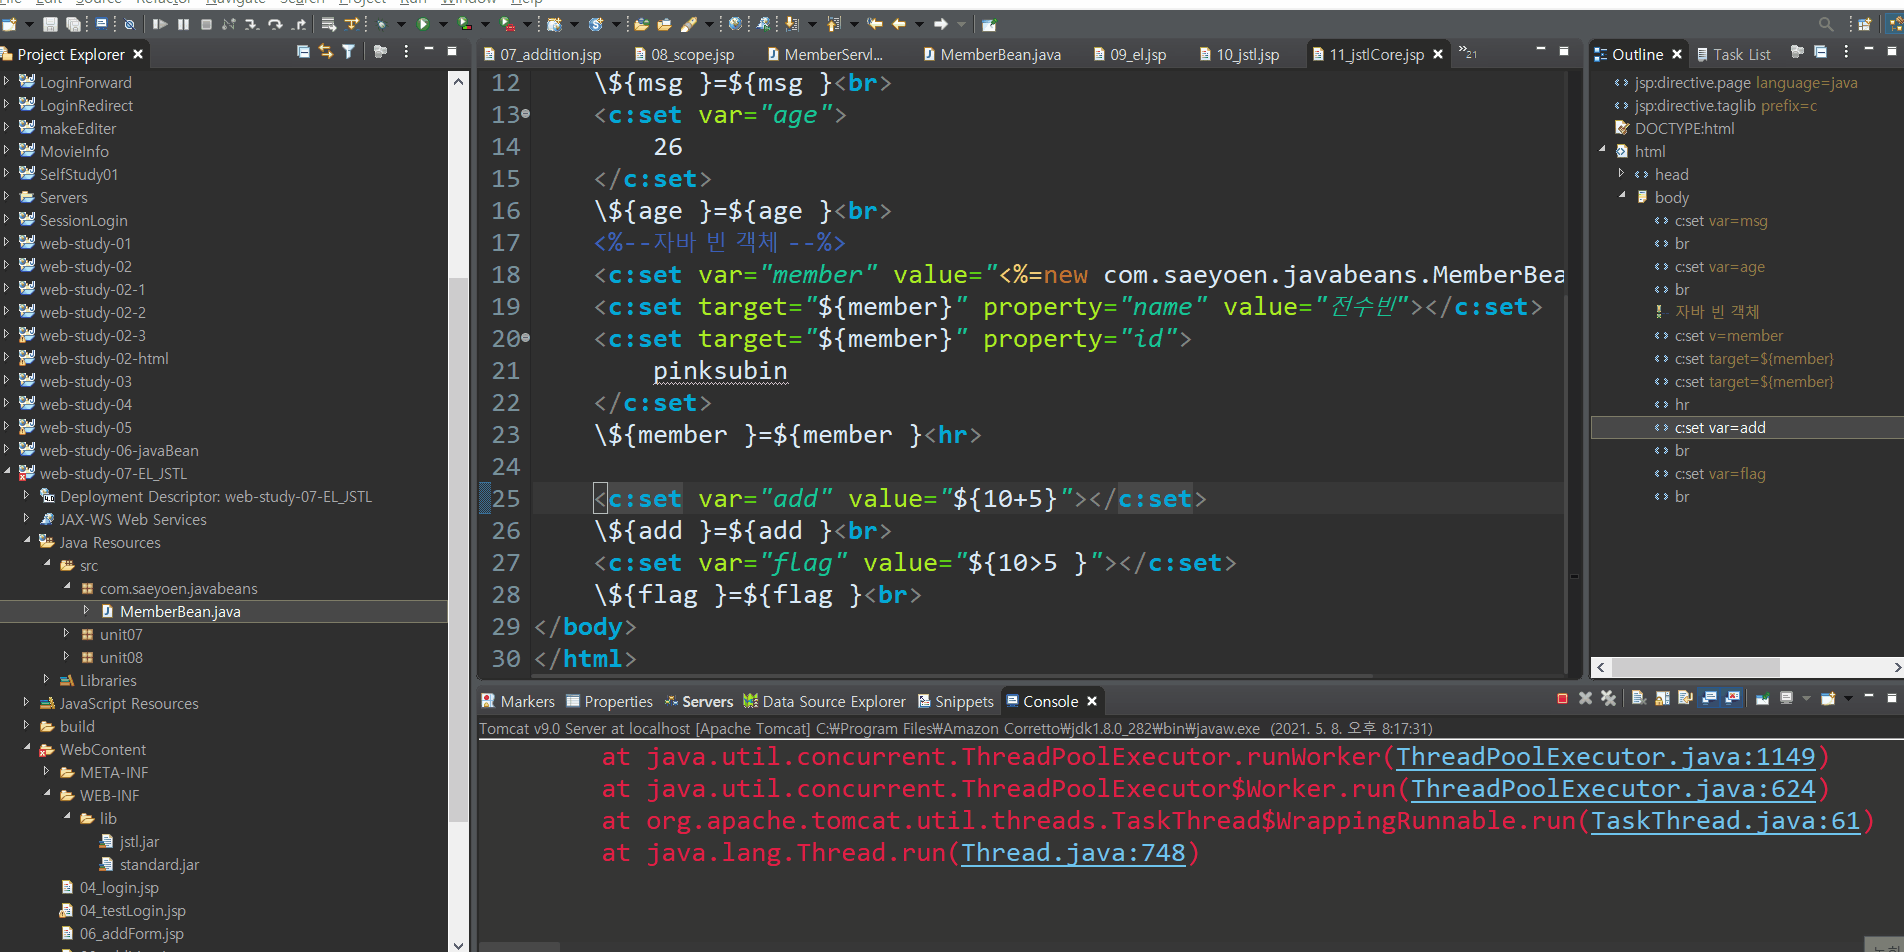 File Edit Source Refactor Navigate Search Project Run Window Help
Project Explorer
LoginForward
LoginRedirect
makeEditer
MovieInfo
SelfStudy01
Servers
SessionLogin
web-study-01
web-study-02
web-study-02-1
web-study-02-2
web-study-02-3
web-study-02-html
web-study-03
web-study-04
web-study-05
web-study-06-javaBean
web-study-07-EL_JSTL
Deployment Descriptor: web-study-07-EL_JSTL
JAX-WS Web Services
Java Resources
src
com.saeyoen.javabeans
MemberBean.java
unit07
unit08
Libraries
JavaScript Resources
build
WebContent
META-INF
WEB-INF
lib
jstl.jar
standard.jar
04_login.jsp
04_testLogin.jsp
06_addForm.jsp
07_addition.jsp 08_scope.jsp MemberServl... MemberBean.java 09_el.jsp 10_jstl.jsp 11_jstlCore.jsp »21
12 \${msg }=${msg }<br>
13 <c:set var="age">
14 26
15 </c:set>
16 \${age }=${age }<br>
17 <%--자바 빈 객체 --%>
18 <c:set var="member" value="<%=new com.saeyoen.javabeans.MemberBea
19 <c:set target="${member}" property="name" value="전수빈"></c:set>
20 <c:set target="${member}" property="id">
21 pinksubin
22 </c:set>
23 \${member }=${member }<hr>
24
25 <c:set var="add" value="${10+5}"></c:set>
26 \${add }=${add }<br>
27 <c:set var="flag" value="${10>5 }"></c:set>
28 \${flag }=${flag }<br>
29 </body>
30 </html>
Outline Task List
jsp:directive.page language=java
jsp:directive.taglib prefix=c
DOCTYPE:html
html
head
body
c:set var=msg
br
c:set var=age
br
자바 빈 객체
c:set v=member
c:set target=${member}
c:set target=${member}
hr
c:set var=add
br
c:set var=flag
br
Markers Properties Servers Data Source Explorer Snippets Console
Tomcat v9.0 Server at localhost [Apache Tomcat] C:₩Program Files₩Amazon Corretto₩jdk1.8.0_282₩bin₩javaw.exe (2021. 5. 8. 오후 8:17:31)
at java.util.concurrent.ThreadPoolExecutor.runWorker(ThreadPoolExecutor.java:1149)
at java.util.concurrent.ThreadPoolExecutor$Worker.run(ThreadPoolExecutor.java:624)
at org.apache.tomcat.util.threads.TaskThread$WrappingRunnable.run(TaskThread.java:61)
at java.lang.Thread.run(Thread.java:748)